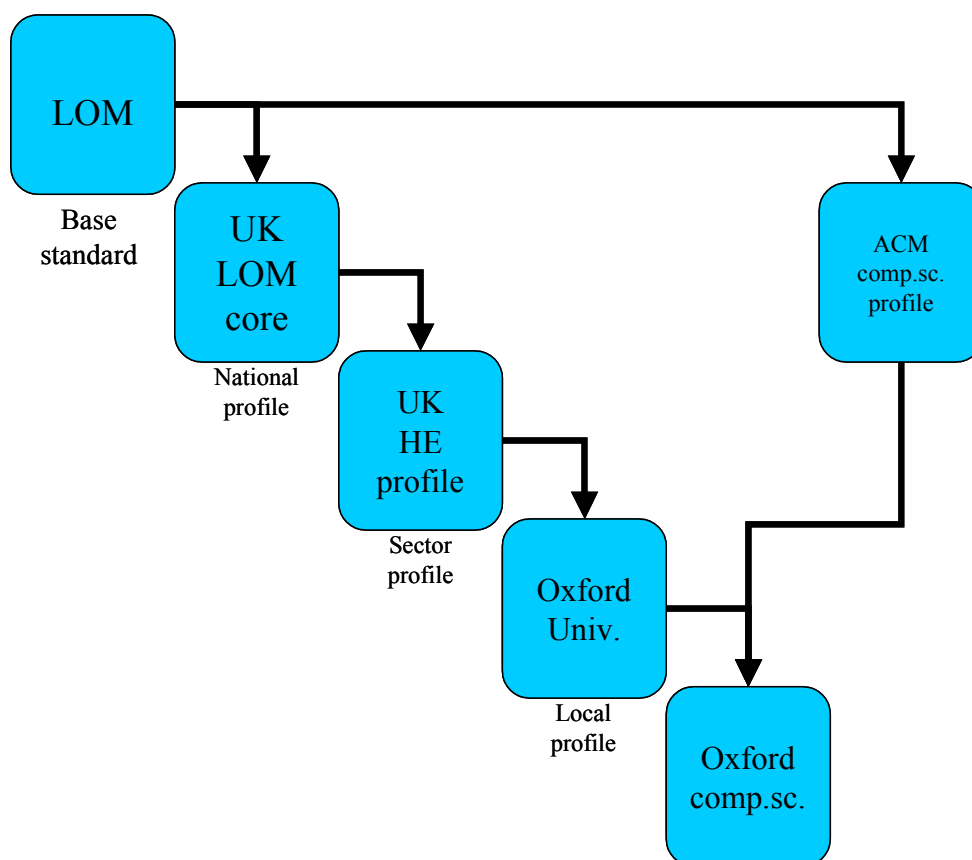 LOM
Base
standard
UK
LOM
core
National
profile
ACM
comp.sc.
profile
UK
HE
profile
Sector
profile
Oxford
Univ.
Local
profile
Oxford
comp.sc.